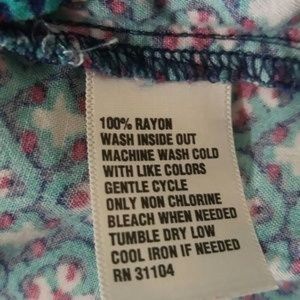 100% RAYON
WASH INSIDE OUT
MACHINE WASH COLD
WITH LIKE COLORS
GENTLE CYCLE
ONLY NON CHLORINE
BLEACH WHEN NEEDED
TUMBLE DRY LOW
COOL IRON IF NEEDED
RN 31104